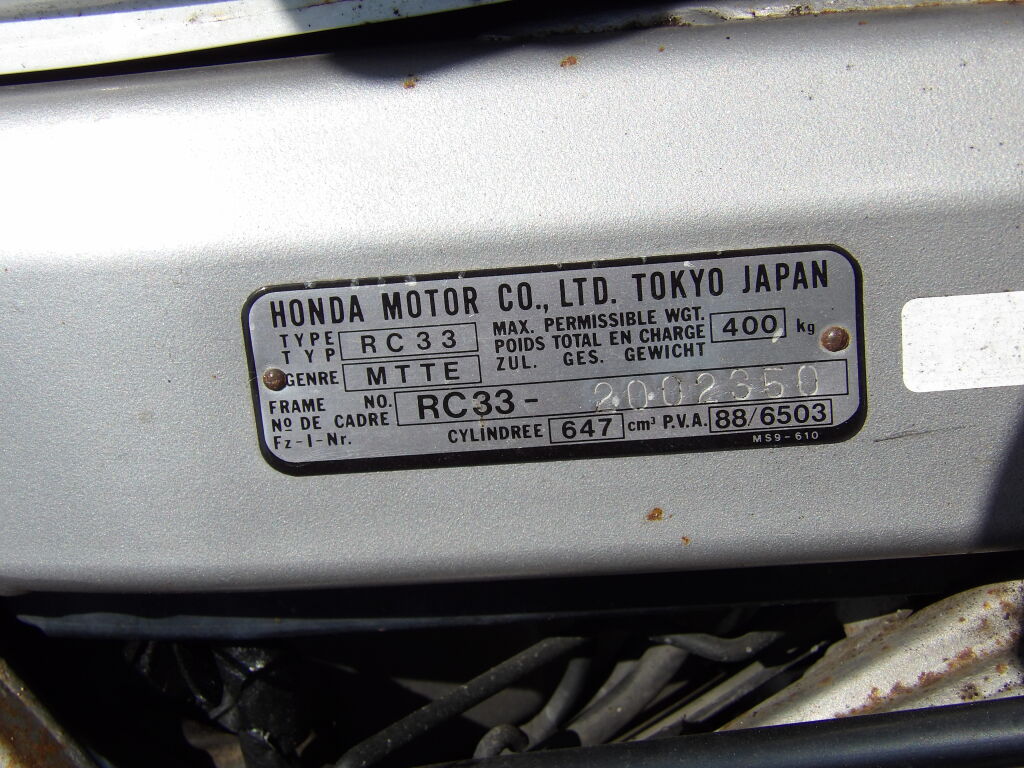 HONDA MOTOR CO., LTD. TOKYO JAPAN
TYPE
TYP
RC33
MAX. PERMISSIBLE WGT.
POIDS TOTAL EN CHARGE
ZUL. GES. GEWICHT
400 kg
GENRE MTTE
FRAME NO.
Nº DE CADRE
Fz-I-Nr.
RC33- 2002350
CYLINDREE 647 cm³ P.V.A. 88/6503
MS9-610